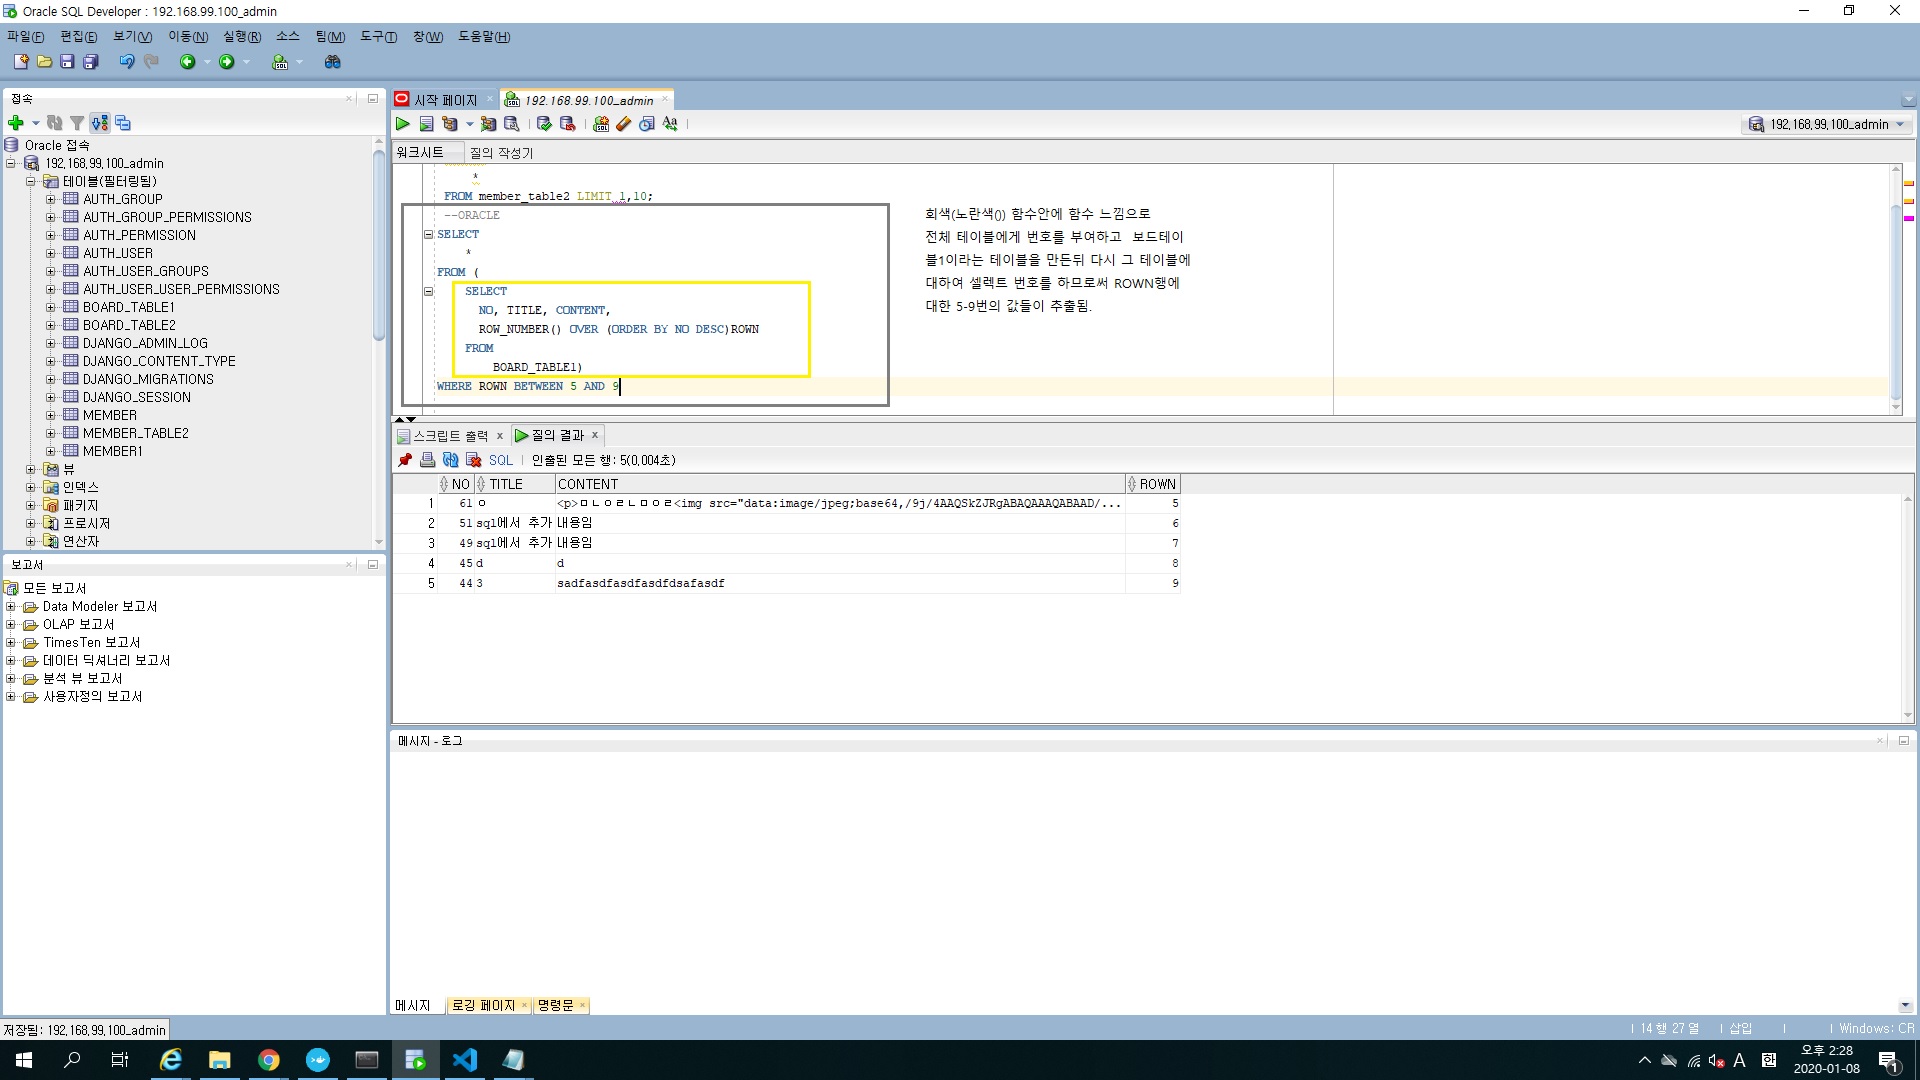 Oracle SQL Developer : 192.168.99.100_admin
파일(F) 편집(E) 보기(V) 이동(N) 실행(R) 소스 팀(M) 도구(T) 창(W) 도움말(H)
접속
Oracle 접속
192.168.99.100_admin
테이블(필터링됨)
AUTH_GROUP
AUTH_GROUP_PERMISSIONS
AUTH_PERMISSION
AUTH_USER
AUTH_USER_GROUPS
AUTH_USER_USER_PERMISSIONS
BOARD_TABLE1
BOARD_TABLE2
DJANGO_ADMIN_LOG
DJANGO_CONTENT_TYPE
DJANGO_MIGRATIONS
DJANGO_SESSION
MEMBER
MEMBER_TABLE2
MEMBER1
뷰
인덱스
패키지
프로시저
연산자
보고서
모든 보고서
Data Modeler 보고서
OLAP 보고서
TimesTen 보고서
데이터 딕셔너리 보고서
분석 뷰 보고서
사용자정의 보고서
시작 페이지 192.168.99.100_admin
192.168.99.100_admin
워크시트 질의 작성기
*
FROM member_table2 LIMIT 1,10;
--ORACLE
SELECT
*
FROM (
SELECT
NO, TITLE, CONTENT,
ROW_NUMBER() OVER (ORDER BY NO DESC)ROWN
FROM
BOARD_TABLE1)
WHERE ROWN BETWEEN 5 AND 9
회색(노란색()) 함수안에 함수 느낌으로
전체 테이블에게 번호를 부여하고 보드테이
블1이라는 테이블을 만든뒤 다시 그 테이블에
대하여 셀렉트 번호를 하므로써 ROWN행에
대한 5-9번의 값들이 추출됨.
스크립트 출력 질의 결과
SQL 인출된 모든 행: 5(0.004초)
NO TITLE CONTENT ROWN
1 61 ㅇ <p>ㅁㄴㅇㄹㄴㅁㅇㄹ<img src="data:image/jpeg;base64,/9j/4AAQSkZJRgABAQAAAQABAAD/... 5
2 51 sql에서 추가 내용임 6
3 49 sql에서 추가 내용임 7
4 45 d d 8
5 44 3 sadfasdfasdfasdfdsafasdf 9
메시지 - 로그
메시지 로깅 페이지 명령문
저장됨: 192.168.99.100_admin
14 행 27 열 삽입 Windows: CR
A 한 오후 2:28
2020-01-08
1